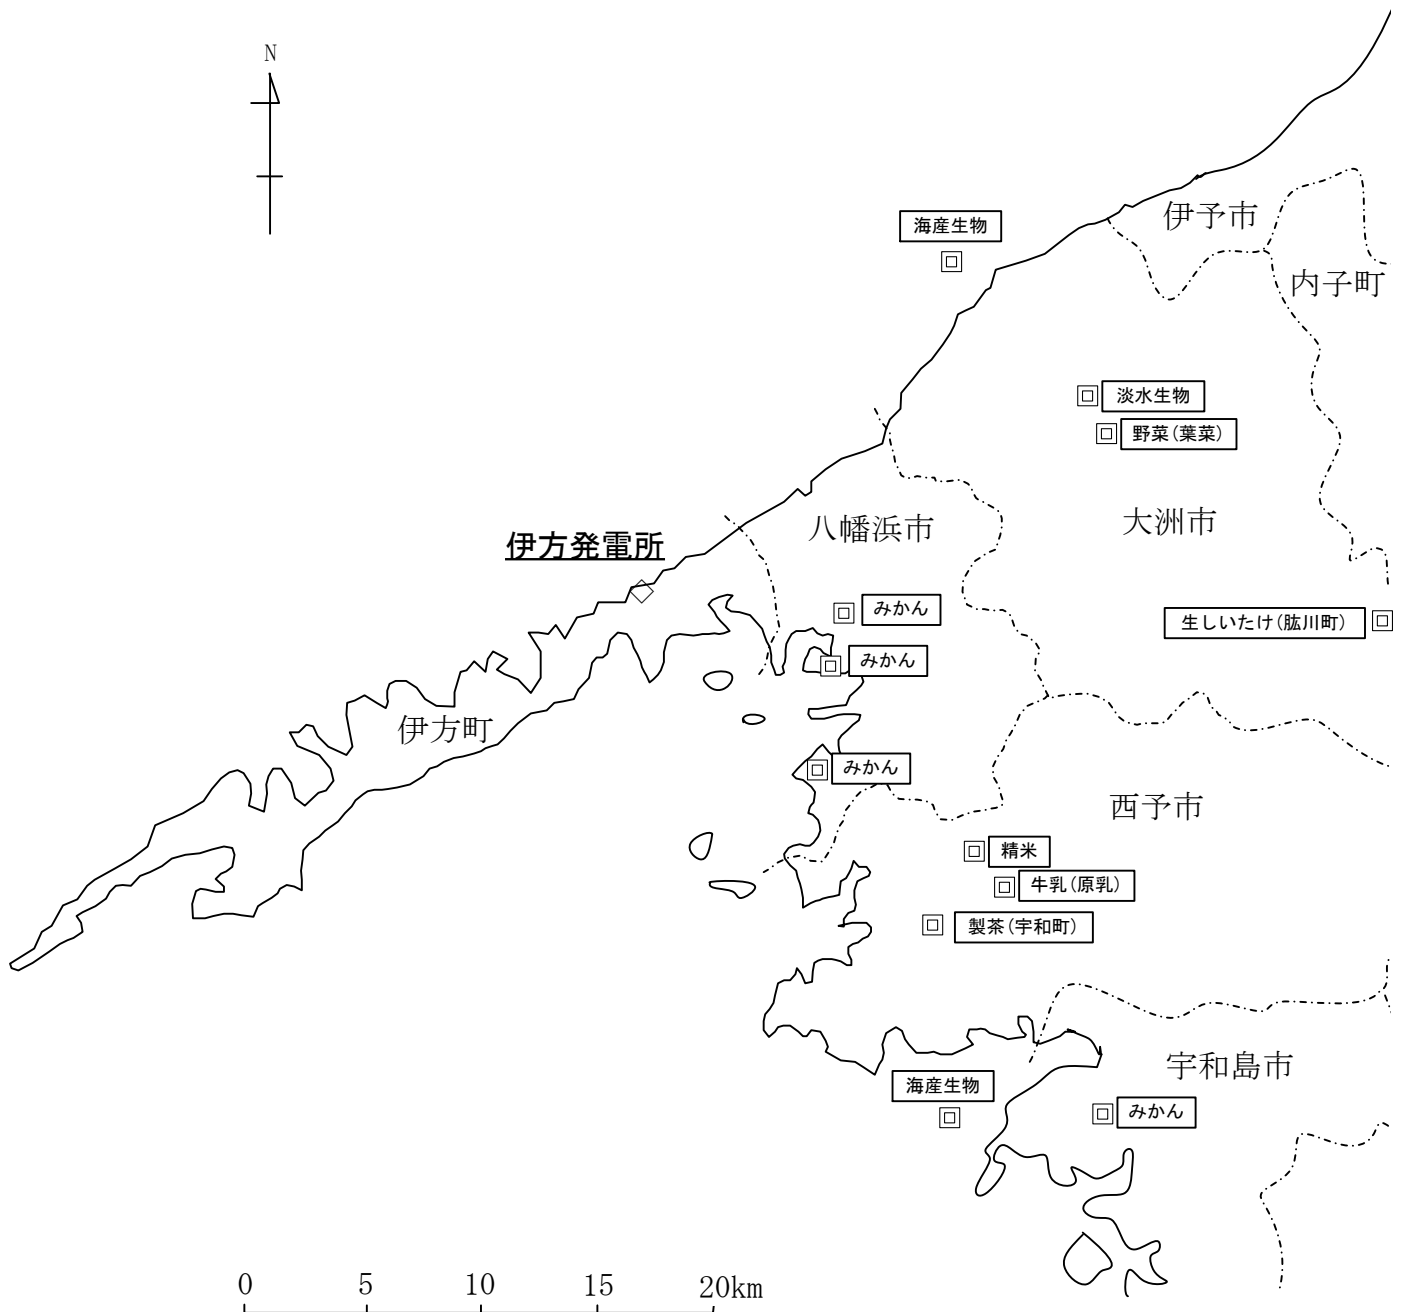 N
伊予市
海産生物
内子町
淡水生物
野菜(葉菜)
大洲市
八幡浜市
伊方発電所
みかん
生しいたけ(肱川町)
みかん
伊方町
みかん
西予市
精米
牛乳(原乳)
製茶(宇和町)
宇和島市
海産生物
みかん
0 5 10 15 20km